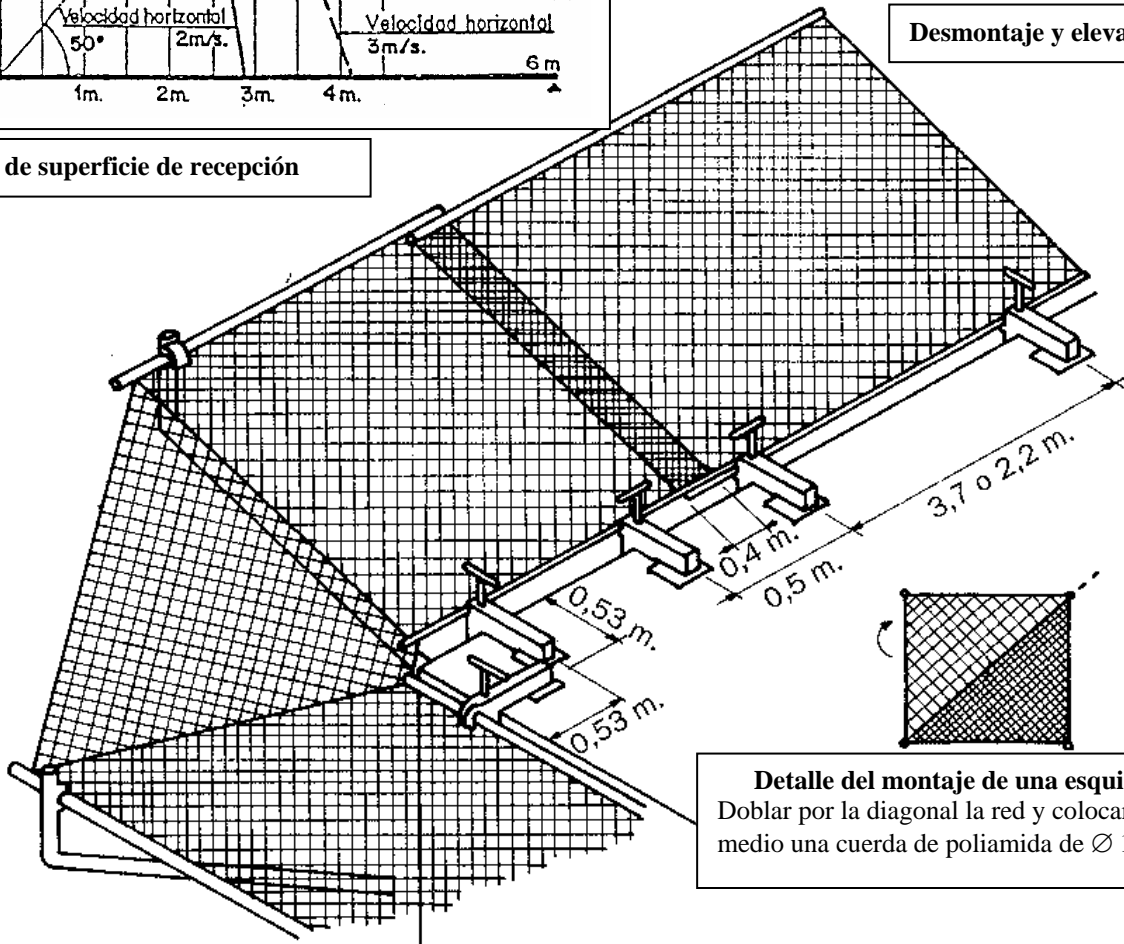 Velocidad horizontal
50°
2m/s.
Velocidad horizontal
3m/s.
6 m
1m.
2m.
3m.
4m.
Desmontaje y eleva
de superficie de recepción
3,7 o 2,2 m.
0,4 m.
0,5 m.
0,53 m.
0,53 m.
Detalle del montaje de una esqui
Doblar por la diagonal la red y colocar
medio una cuerda de poliamida de ∅ 1